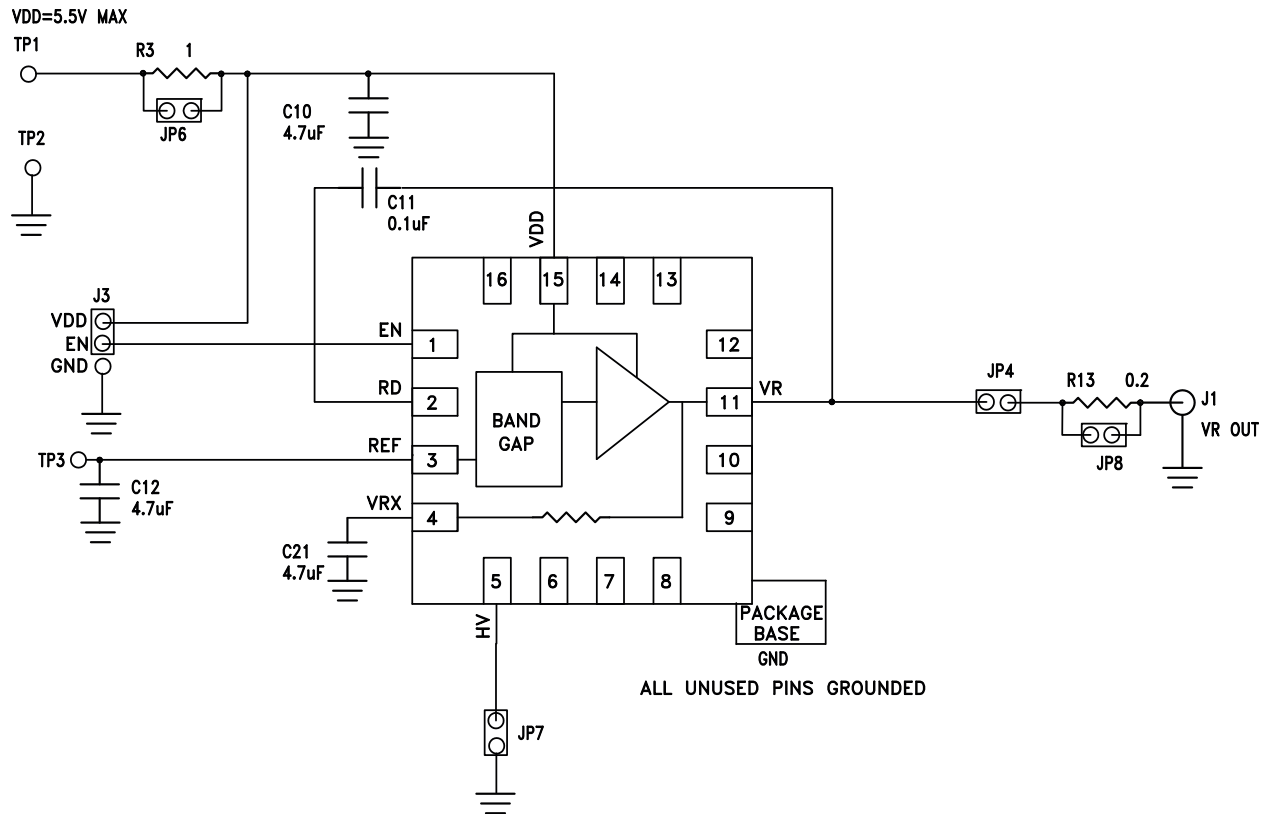 VDD=5.5V MAX
TP1
R3 1
JP6
C10
4.7uF
TP2
C11
0.1uF
VDD
16 15 14 13
J3
VDD
EN
GND
EN
1
12
RD
2
11
VR
BAND
GAP
REF
3
10
TP3
C12
4.7uF
VRX
4
9
C21
4.7uF
5 6 7 8
HV
PACKAGE
BASE
GND
ALL UNUSED PINS GROUNDED
JP7
JP4
R13 0.2
JP8
J1
VR OUT